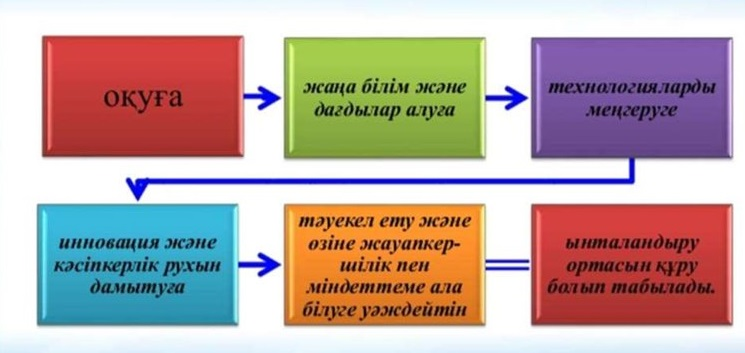 оқуға
жаңа білім және
дағдылар алуға
технологияларды
меңгеруге
инновация және
кәсіпкерлік рухын
дамытуға
тәуекел ету және
өзіне жауапкер-
шілік пен
міндеттеме ала
білуге уәждейтін
ынталандыру
ортасын құру
болып табылады.